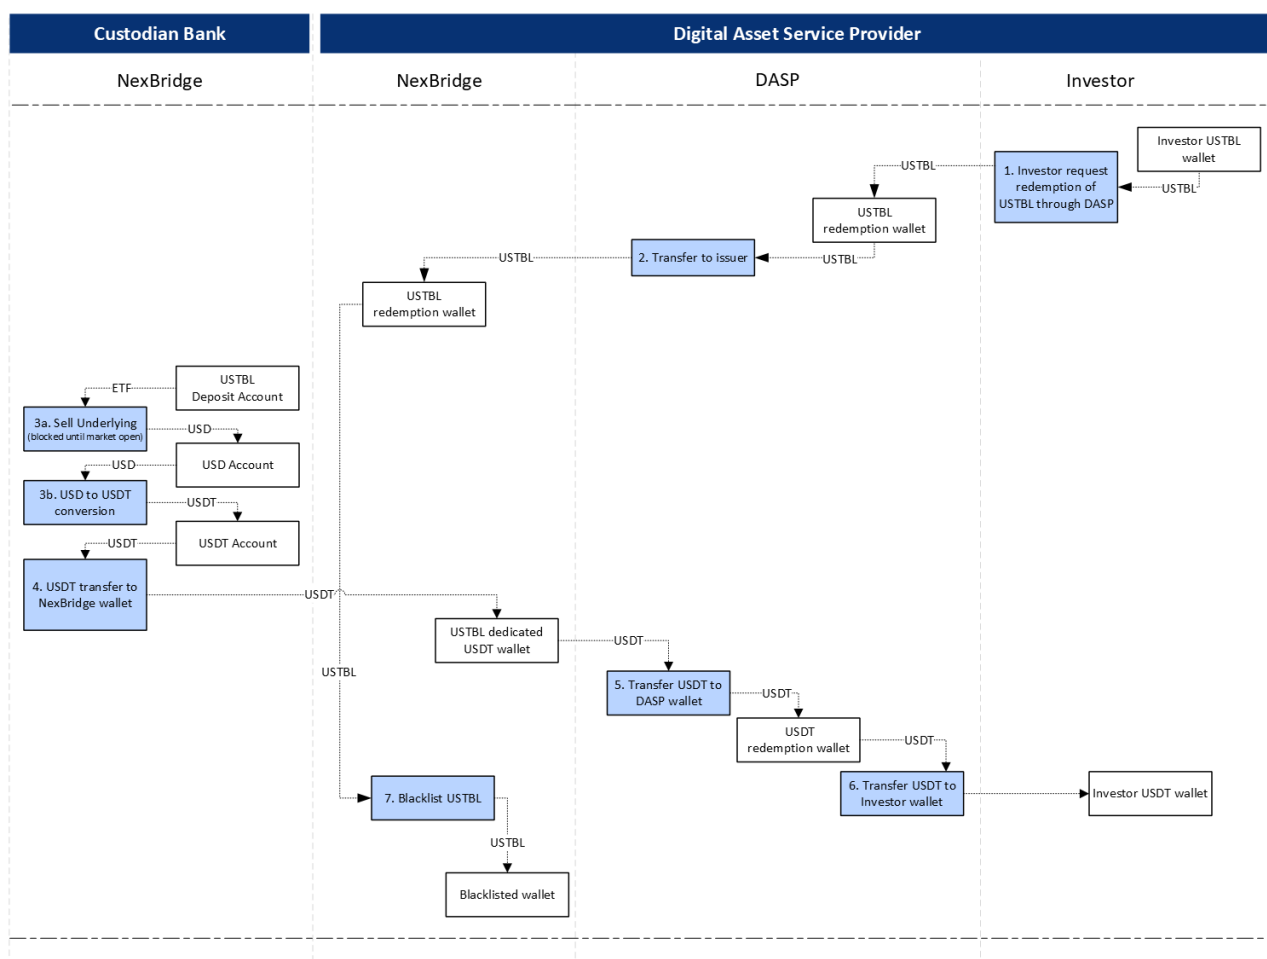 Custodian Bank
Digital Asset Service Provider
NexBridge
NexBridge
DASP
Investor
Investor USTBL
wallet
1. Investor request
redemption of
USTBL through DASP
USTBL
USTBL
USTBL
redemption wallet
2. Transfer to issuer
USTBL
USTBL
USTBL
redemption wallet
USTBL
Deposit Account
ETF
3a. Sell Underlying
(blocked until market open)
USD
USD Account
USD
3b. USD to USDT
conversion
USDT
USDT Account
USDT
4. USDT transfer to
NexBridge wallet
USDT
USTBL dedicated
USDT wallet
USDT
USTBL
5. Transfer USDT to
DASP wallet
USDT
USDT
redemption wallet
USDT
6. Transfer USDT to
Investor wallet
Investor USDT wallet
7. Blacklist USTBL
USTBL
Blacklisted wallet